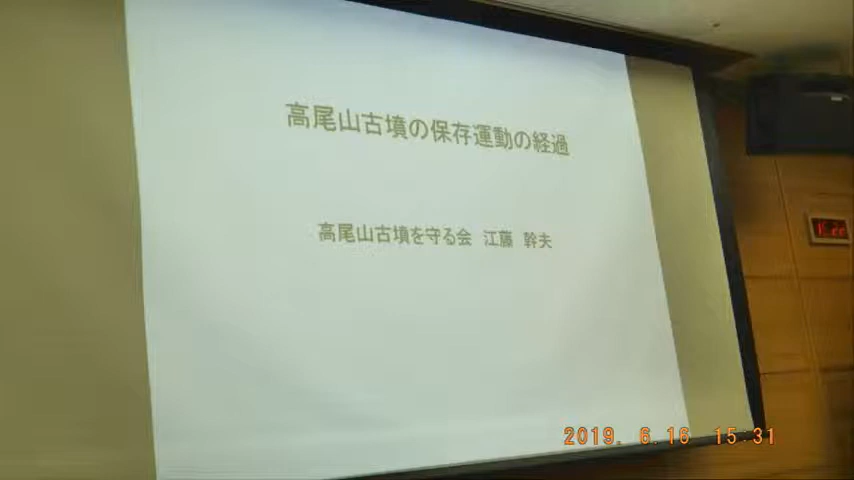 高尾山古墳の保存運動の経過
高尾山古墳を守る会 江藤 幹夫
2019. 6.16 15:31